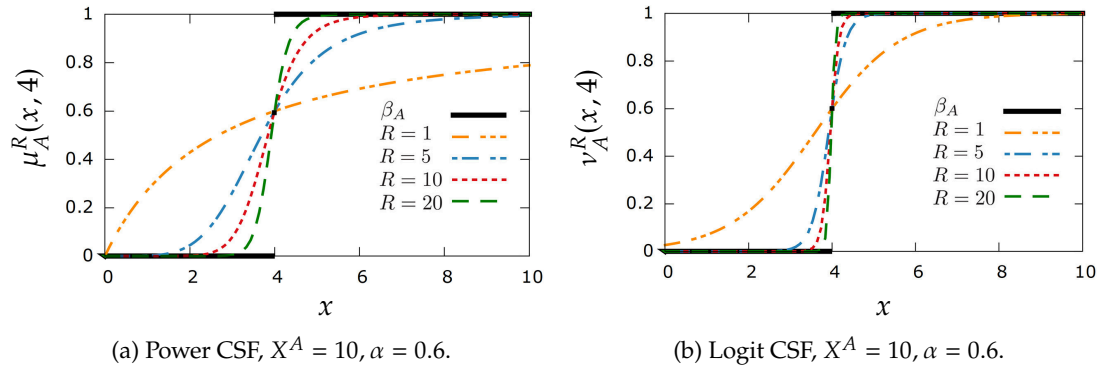 μ_A^R(x, 4)
1
0.8
0.6
0.4
0.2
0
β_A
R = 1
R = 5
R = 10
R = 20
0 2 4 6 8 10
x
(a) Power CSF, X^A = 10, α = 0.6.
ν_A^R(x, 4)
1
0.8
0.6
0.4
0.2
0
β_A
R = 1
R = 5
R = 10
R = 20
0 2 4 6 8 10
x
(b) Logit CSF, X^A = 10, α = 0.6.